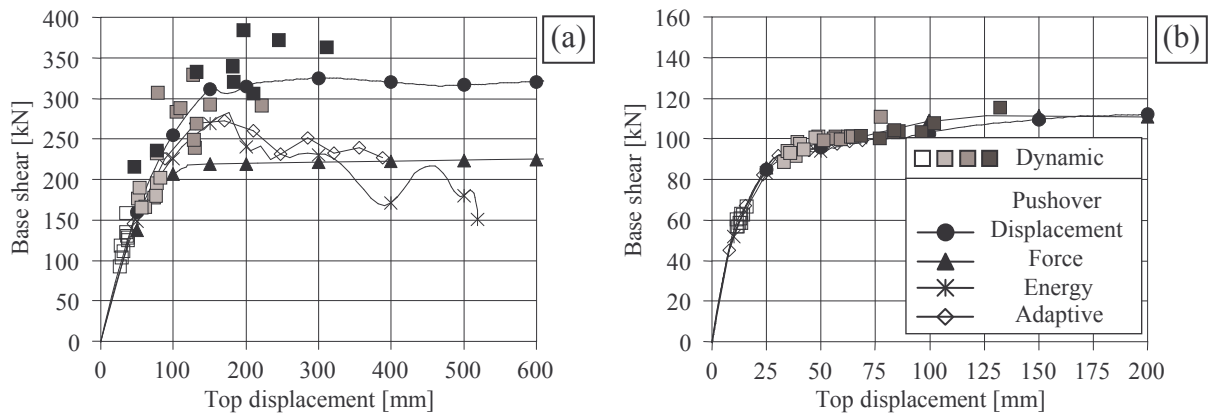 (a)
Base shear [kN]
400
350
300
250
200
150
100
50
0
0 100 200 300 400 500 600
Top displacement [mm]
(b)
Base shear [kN]
160
140
120
100
80
60
40
20
0
Dynamic
Pushover
Displacement
Force
Energy
Adaptive
0 25 50 75 100 125 150 175 200
Top displacement [mm]